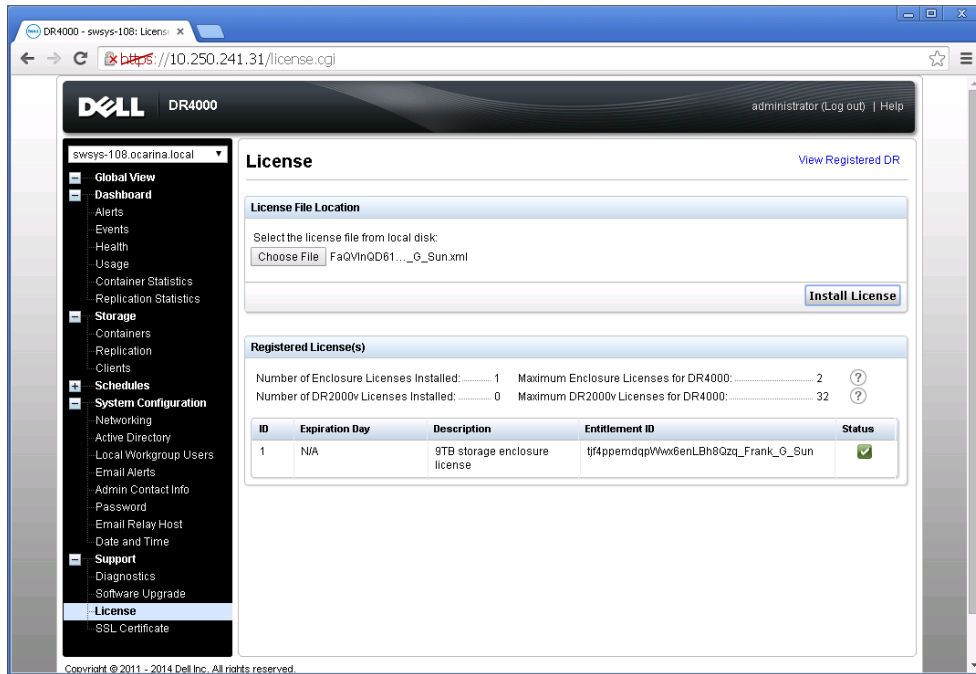 DR4000 - swsys-108: Licens
https://10.250.241.31/license.cgi
DELL DR4000
administrator (Log out) | Help
swsys-108.ocarina.local
Global View
Dashboard
Alerts
Events
Health
Usage
Container Statistics
Replication Statistics
Storage
Containers
Replication
Clients
Schedules
System Configuration
Networking
Active Directory
Local Workgroup Users
Email Alerts
Admin Contact Info
Password
Email Relay Host
Date and Time
Support
Diagnostics
Software Upgrade
License
SSL Certificate
License
View Registered DR
License File Location
Select the license file from local disk:
Choose File FaQVlnQD61..._G_Sun.xml
Install License
Registered License(s)
Number of Enclosure Licenses Installed: 1 Maximum Enclosure Licenses for DR4000: 2 ?
Number of DR2000v Licenses Installed: 0 Maximum DR2000v Licenses for DR4000: 32 ?
ID Expiration Day Description Entitlement ID Status
1 N/A 9TB storage enclosure tjf4ppemdqpWwx6enLBh8Qzq_Frank_G_Sun
license
Copyright © 2011 - 2014 Dell Inc. All rights reserved.